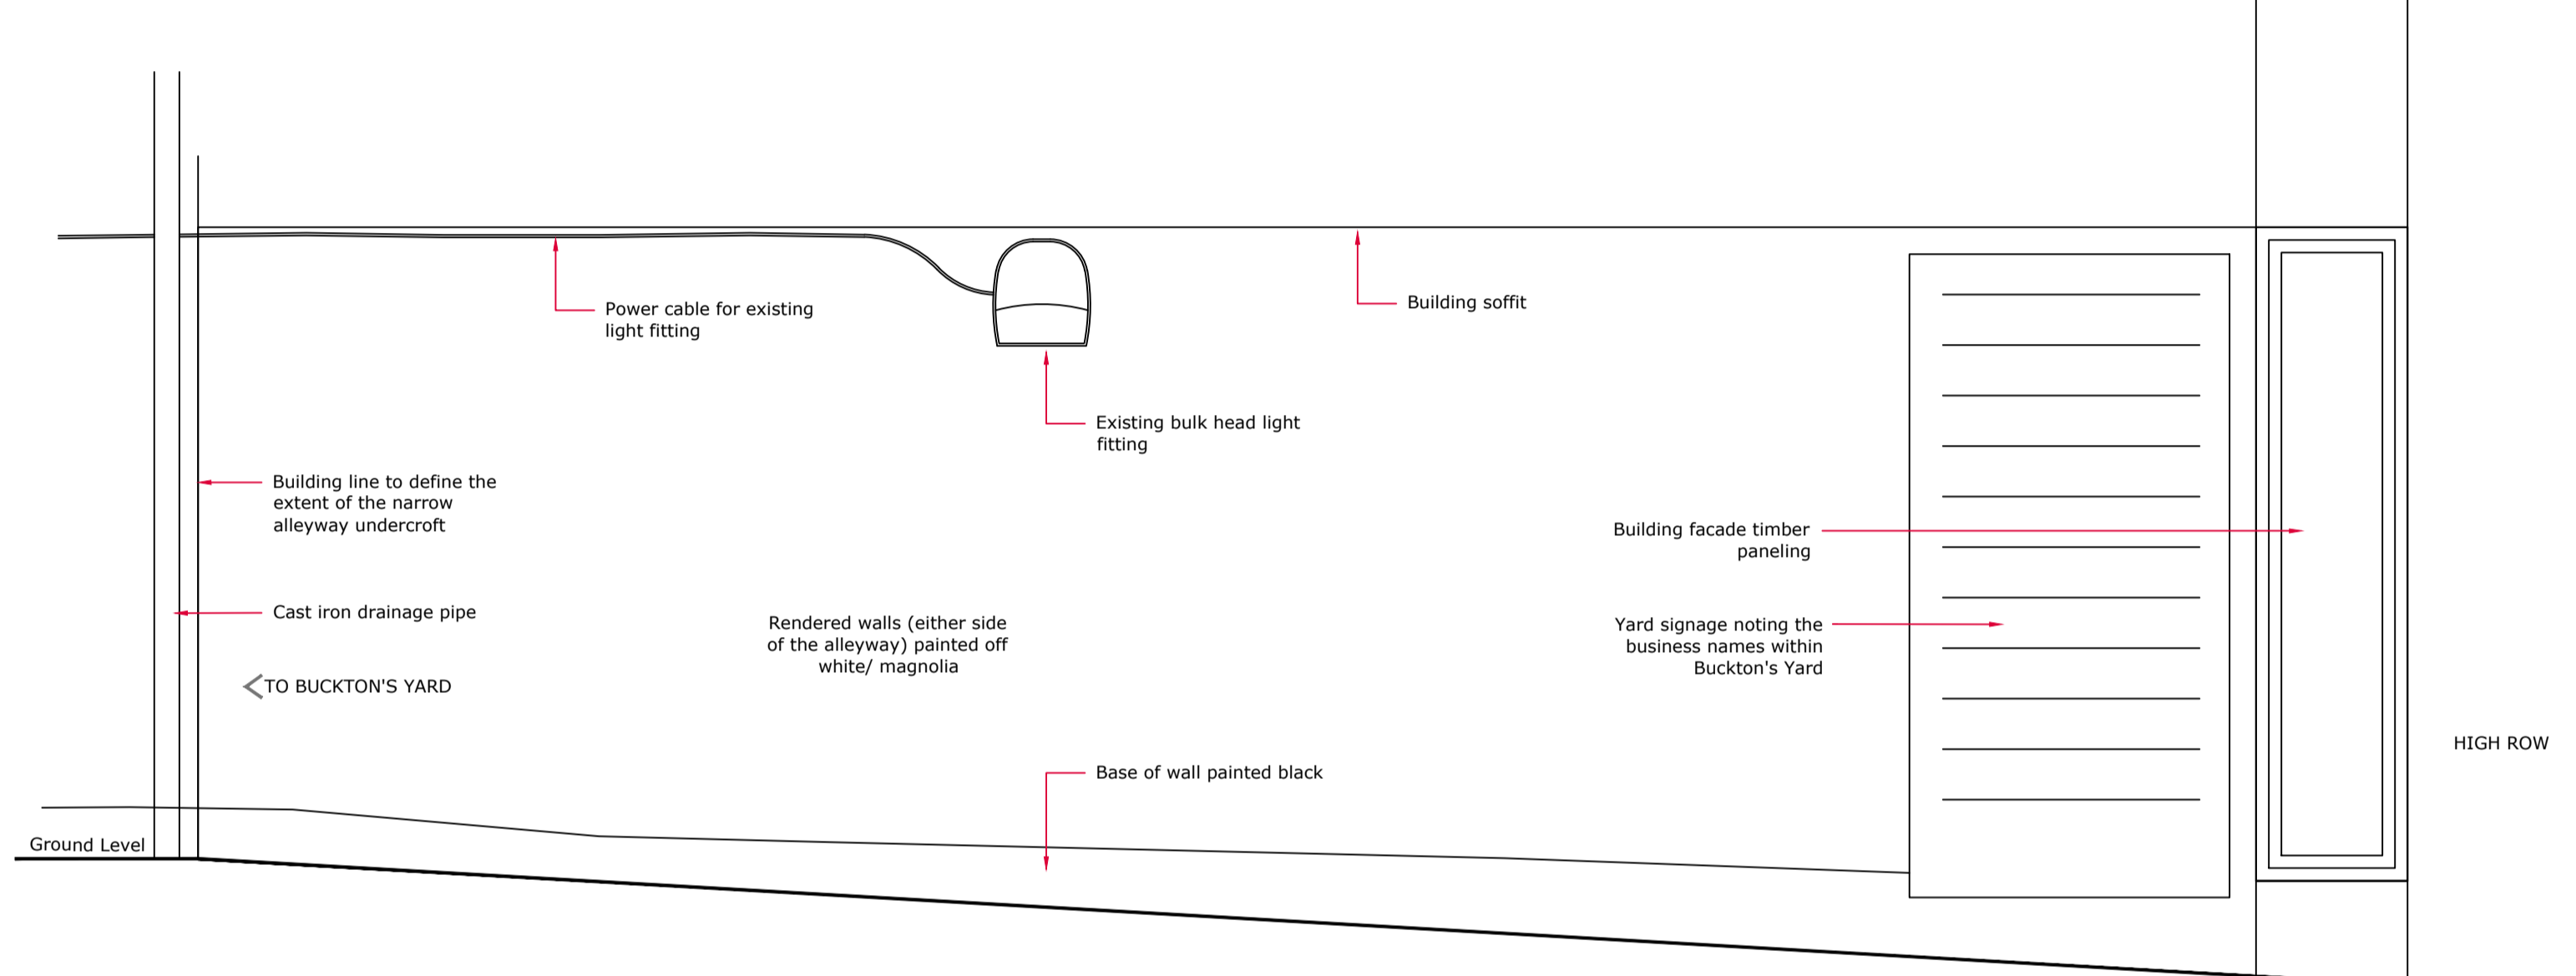 Power cable for existing
light fitting
Building soffit
Existing bulk head light
fitting
Building line to define the
extent of the narrow
alleyway undercroft
Building facade timber
paneling
Cast iron drainage pipe
Rendered walls (either side
of the alleyway) painted off
white/ magnolia
Yard signage noting the
business names within
Buckton's Yard
TO BUCKTON'S YARD
HIGH ROW
Base of wall painted black
Ground Level